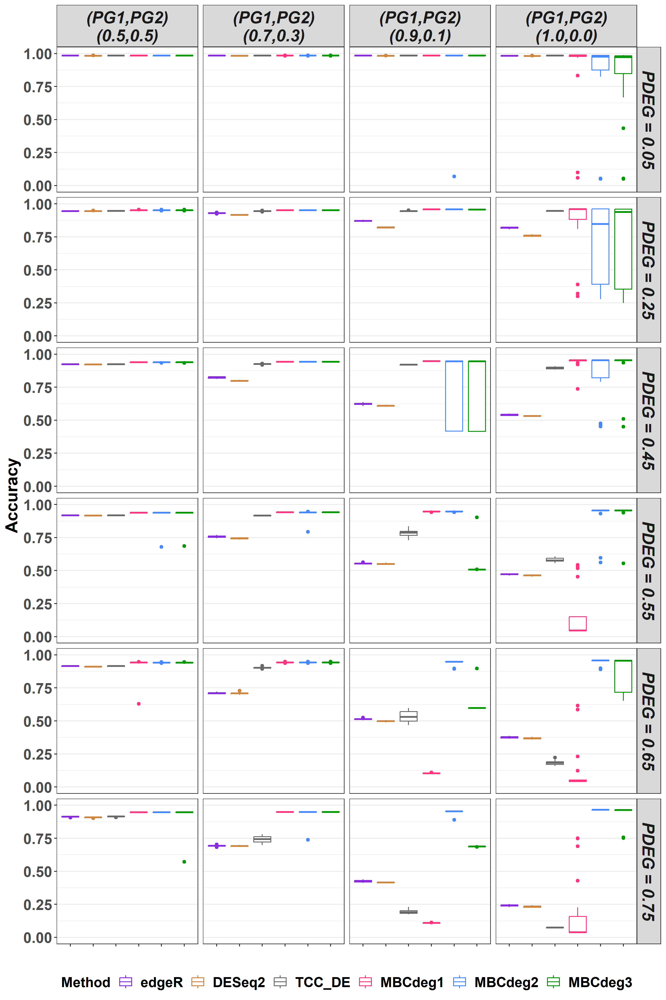 (PG1,PG2)
(0.5,0.5)
(PG1,PG2)
(0.7,0.3)
(PG1,PG2)
(0.9,0.1)
(PG1,PG2)
(1.0,0.0)
1.00
0.75
0.50
0.25
0.00
PDEG = 0.05
1.00
0.75
0.50
0.25
0.00
PDEG = 0.25
1.00
0.75
0.50
0.25
0.00
PDEG = 0.45
Accuracy
1.00
0.75
0.50
0.25
0.00
PDEG = 0.55
1.00
0.75
0.50
0.25
0.00
PDEG = 0.65
1.00
0.75
0.50
0.25
0.00
PDEG = 0.75
Method edgeR DESeq2 TCC_DE MBCdeg1 MBCdeg2 MBCdeg3